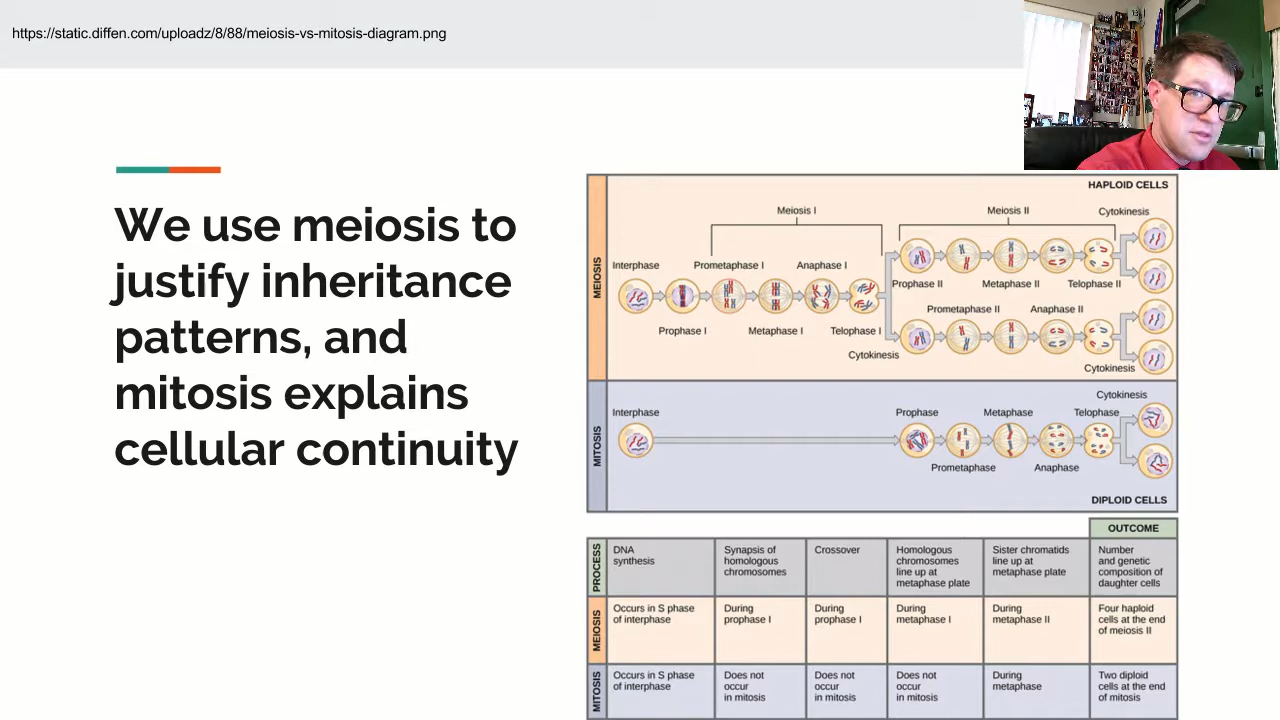 https://static.diffen.com/uploadz/8/88/meiosis-vs-mitosis-diagram.png
We use meiosis to
justify inheritance
patterns, and
mitosis explains
cellular continuity
HAPLOID CELLS
MEIOSIS
Meiosis I
Meiosis II
Cytokinesis
Interphase
Prometaphase I
Anaphase I
Prophase II
Metaphase II
Telophase II
Prometaphase II
Anaphase II
Prophase I
Metaphase I
Telophase I
Cytokinesis
Cytokinesis
MITOSIS
Cytokinesis
Interphase
Prophase
Metaphase
Telophase
Prometaphase
Anaphase
DIPLOID CELLS
OUTCOME
PROCESS
DNA
synthesis
Synapsis of
homologous
chromosomes
Crossover
Homologous
chromosomes
line up at
metaphase plate
Sister chromatids
line up at
metaphase plate
Number
and genetic
composition of
daughter cells
MEIOSIS
Occurs in S phase
of interphase
During
prophase I
During
prophase I
During
metaphase I
During
metaphase II
Four haploid
cells at the end
of meiosis II
MITOSIS
Occurs in S phase
of interphase
Does not
occur
in mitosis
Does not
occur
in mitosis
Does not
occur
in mitosis
During
metaphase
Two diploid
cells at the end
of mitosis